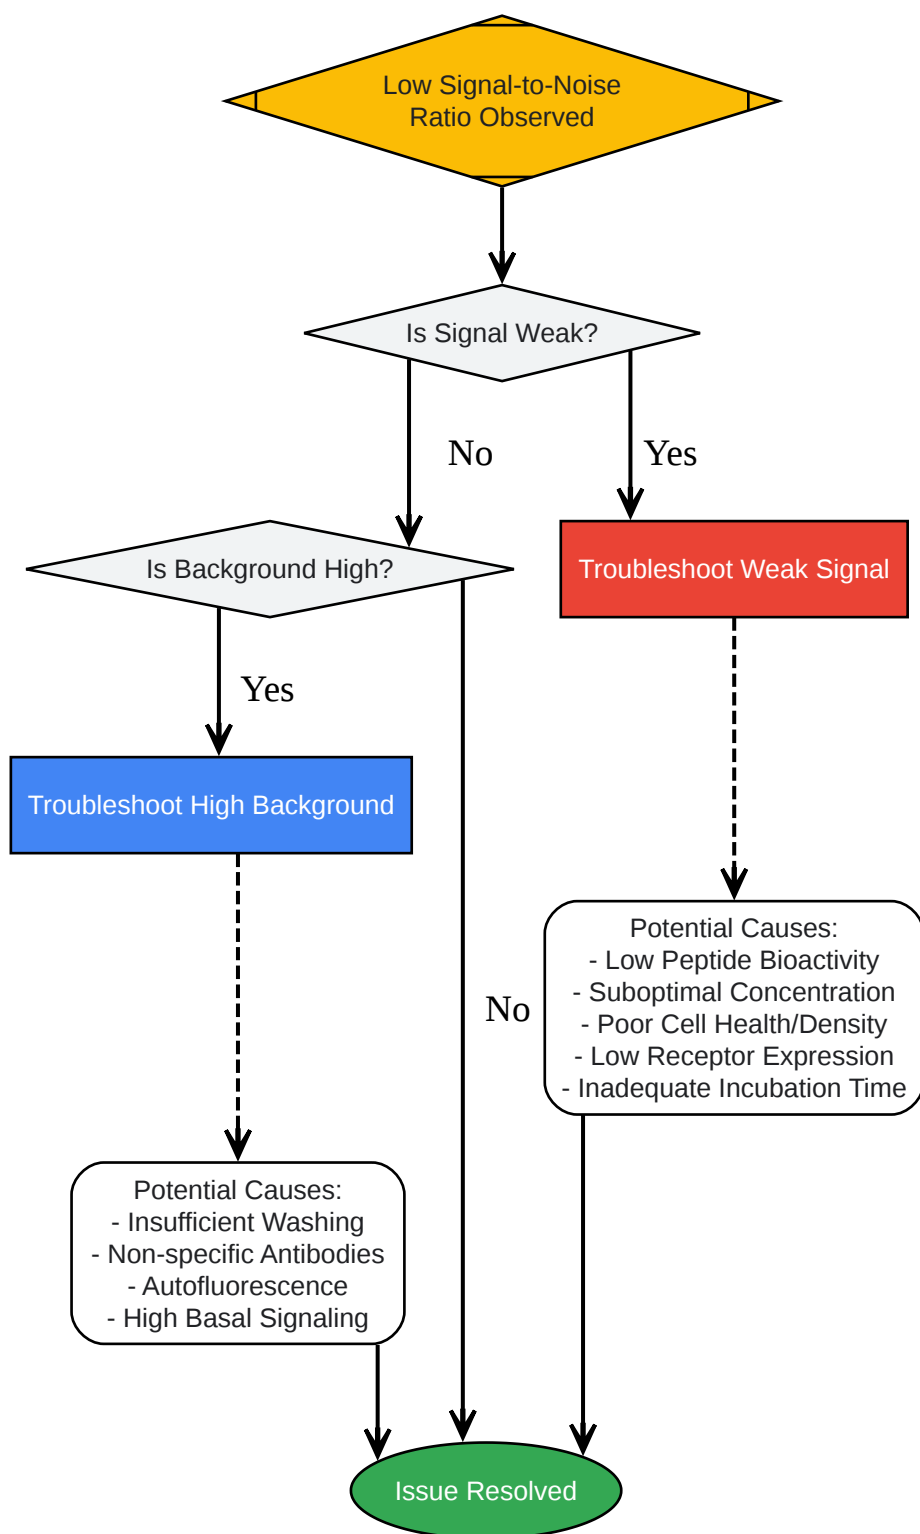 Low Signal-to-Noise
Ratio Observed
Is Signal Weak?
No
Yes
Is Background High?
Troubleshoot Weak Signal
Yes
Troubleshoot High Background
Potential Causes:
- Low Peptide Bioactivity
- Suboptimal Concentration
- Poor Cell Health/Density
- Low Receptor Expression
- Inadequate Incubation Time
No
Potential Causes:
- Insufficient Washing
- Non-specific Antibodies
- Autofluorescence
- High Basal Signaling
Issue Resolved